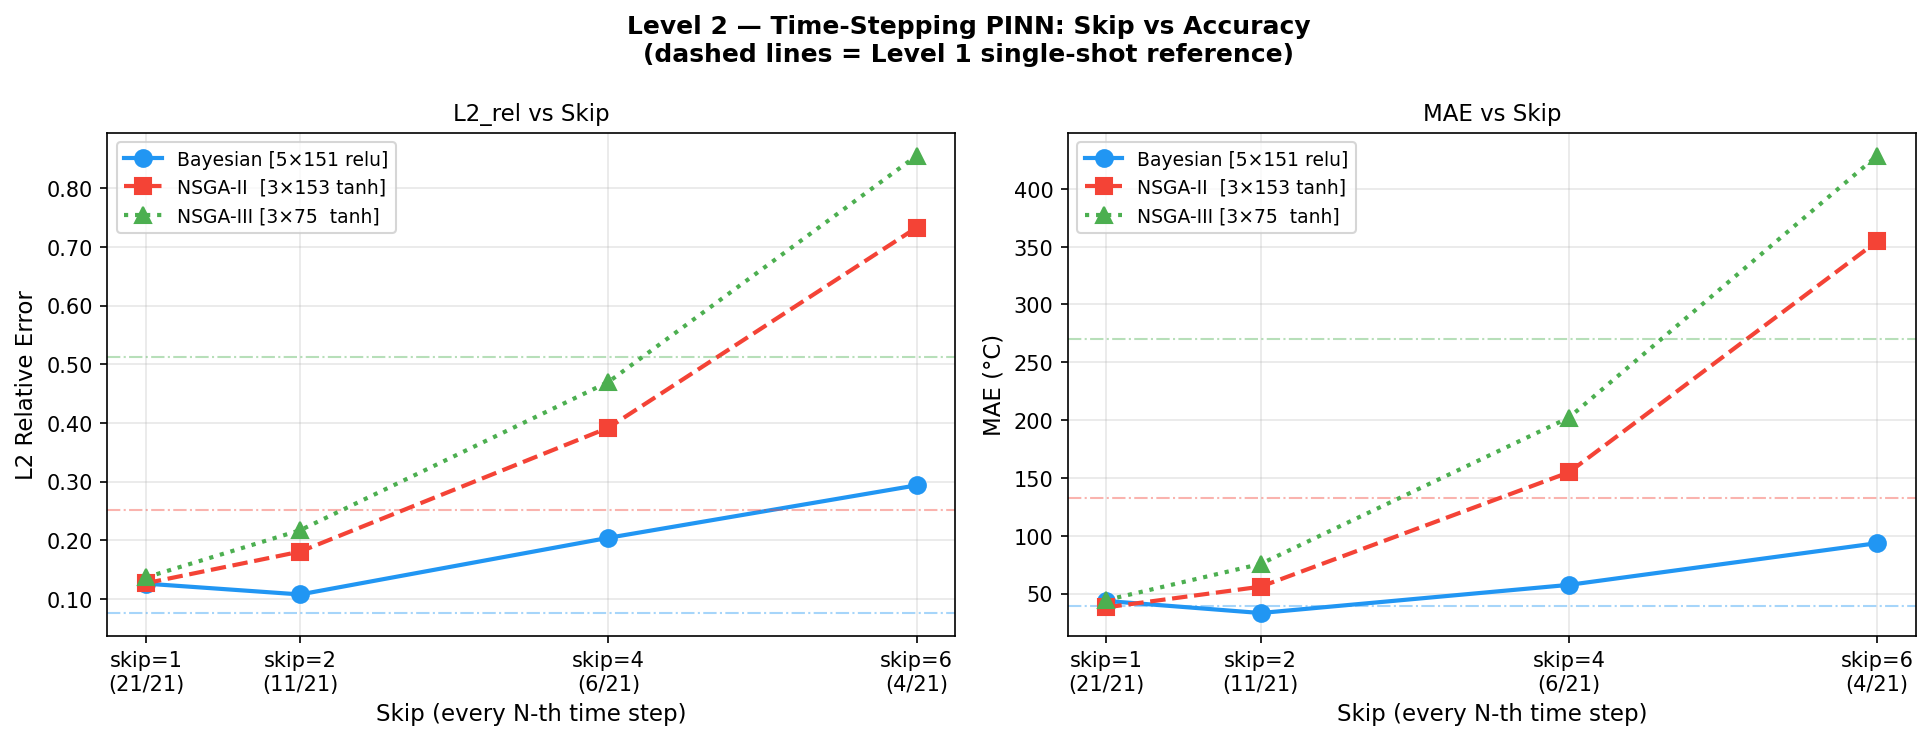 Level 2 — Time-Stepping PINN: Skip vs Accuracy
(dashed lines = Level 1 single-shot reference)
L2_rel vs Skip
Bayesian [5×151 relu]
NSGA-II  [3×153 tanh]
NSGA-III [3×75  tanh]
L2 Relative Error
0.80
0.70
0.60
0.50
0.40
0.30
0.20
0.10
skip=1
(21/21)
skip=2
(11/21)
skip=4
(6/21)
skip=6
(4/21)
Skip (every N-th time step)
MAE vs Skip
Bayesian [5×151 relu]
NSGA-II  [3×153 tanh]
NSGA-III [3×75  tanh]
MAE (°C)
400
350
300
250
200
150
100
50
skip=1
(21/21)
skip=2
(11/21)
skip=4
(6/21)
skip=6
(4/21)
Skip (every N-th time step)